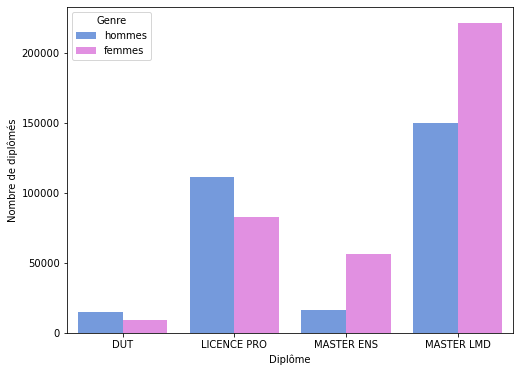 Genre
hommes
femmes
200000
150000
100000
50000
0
Nombre de diplômés
DUT
LICENCE PRO
MASTER ENS
MASTER LMD
Diplôme